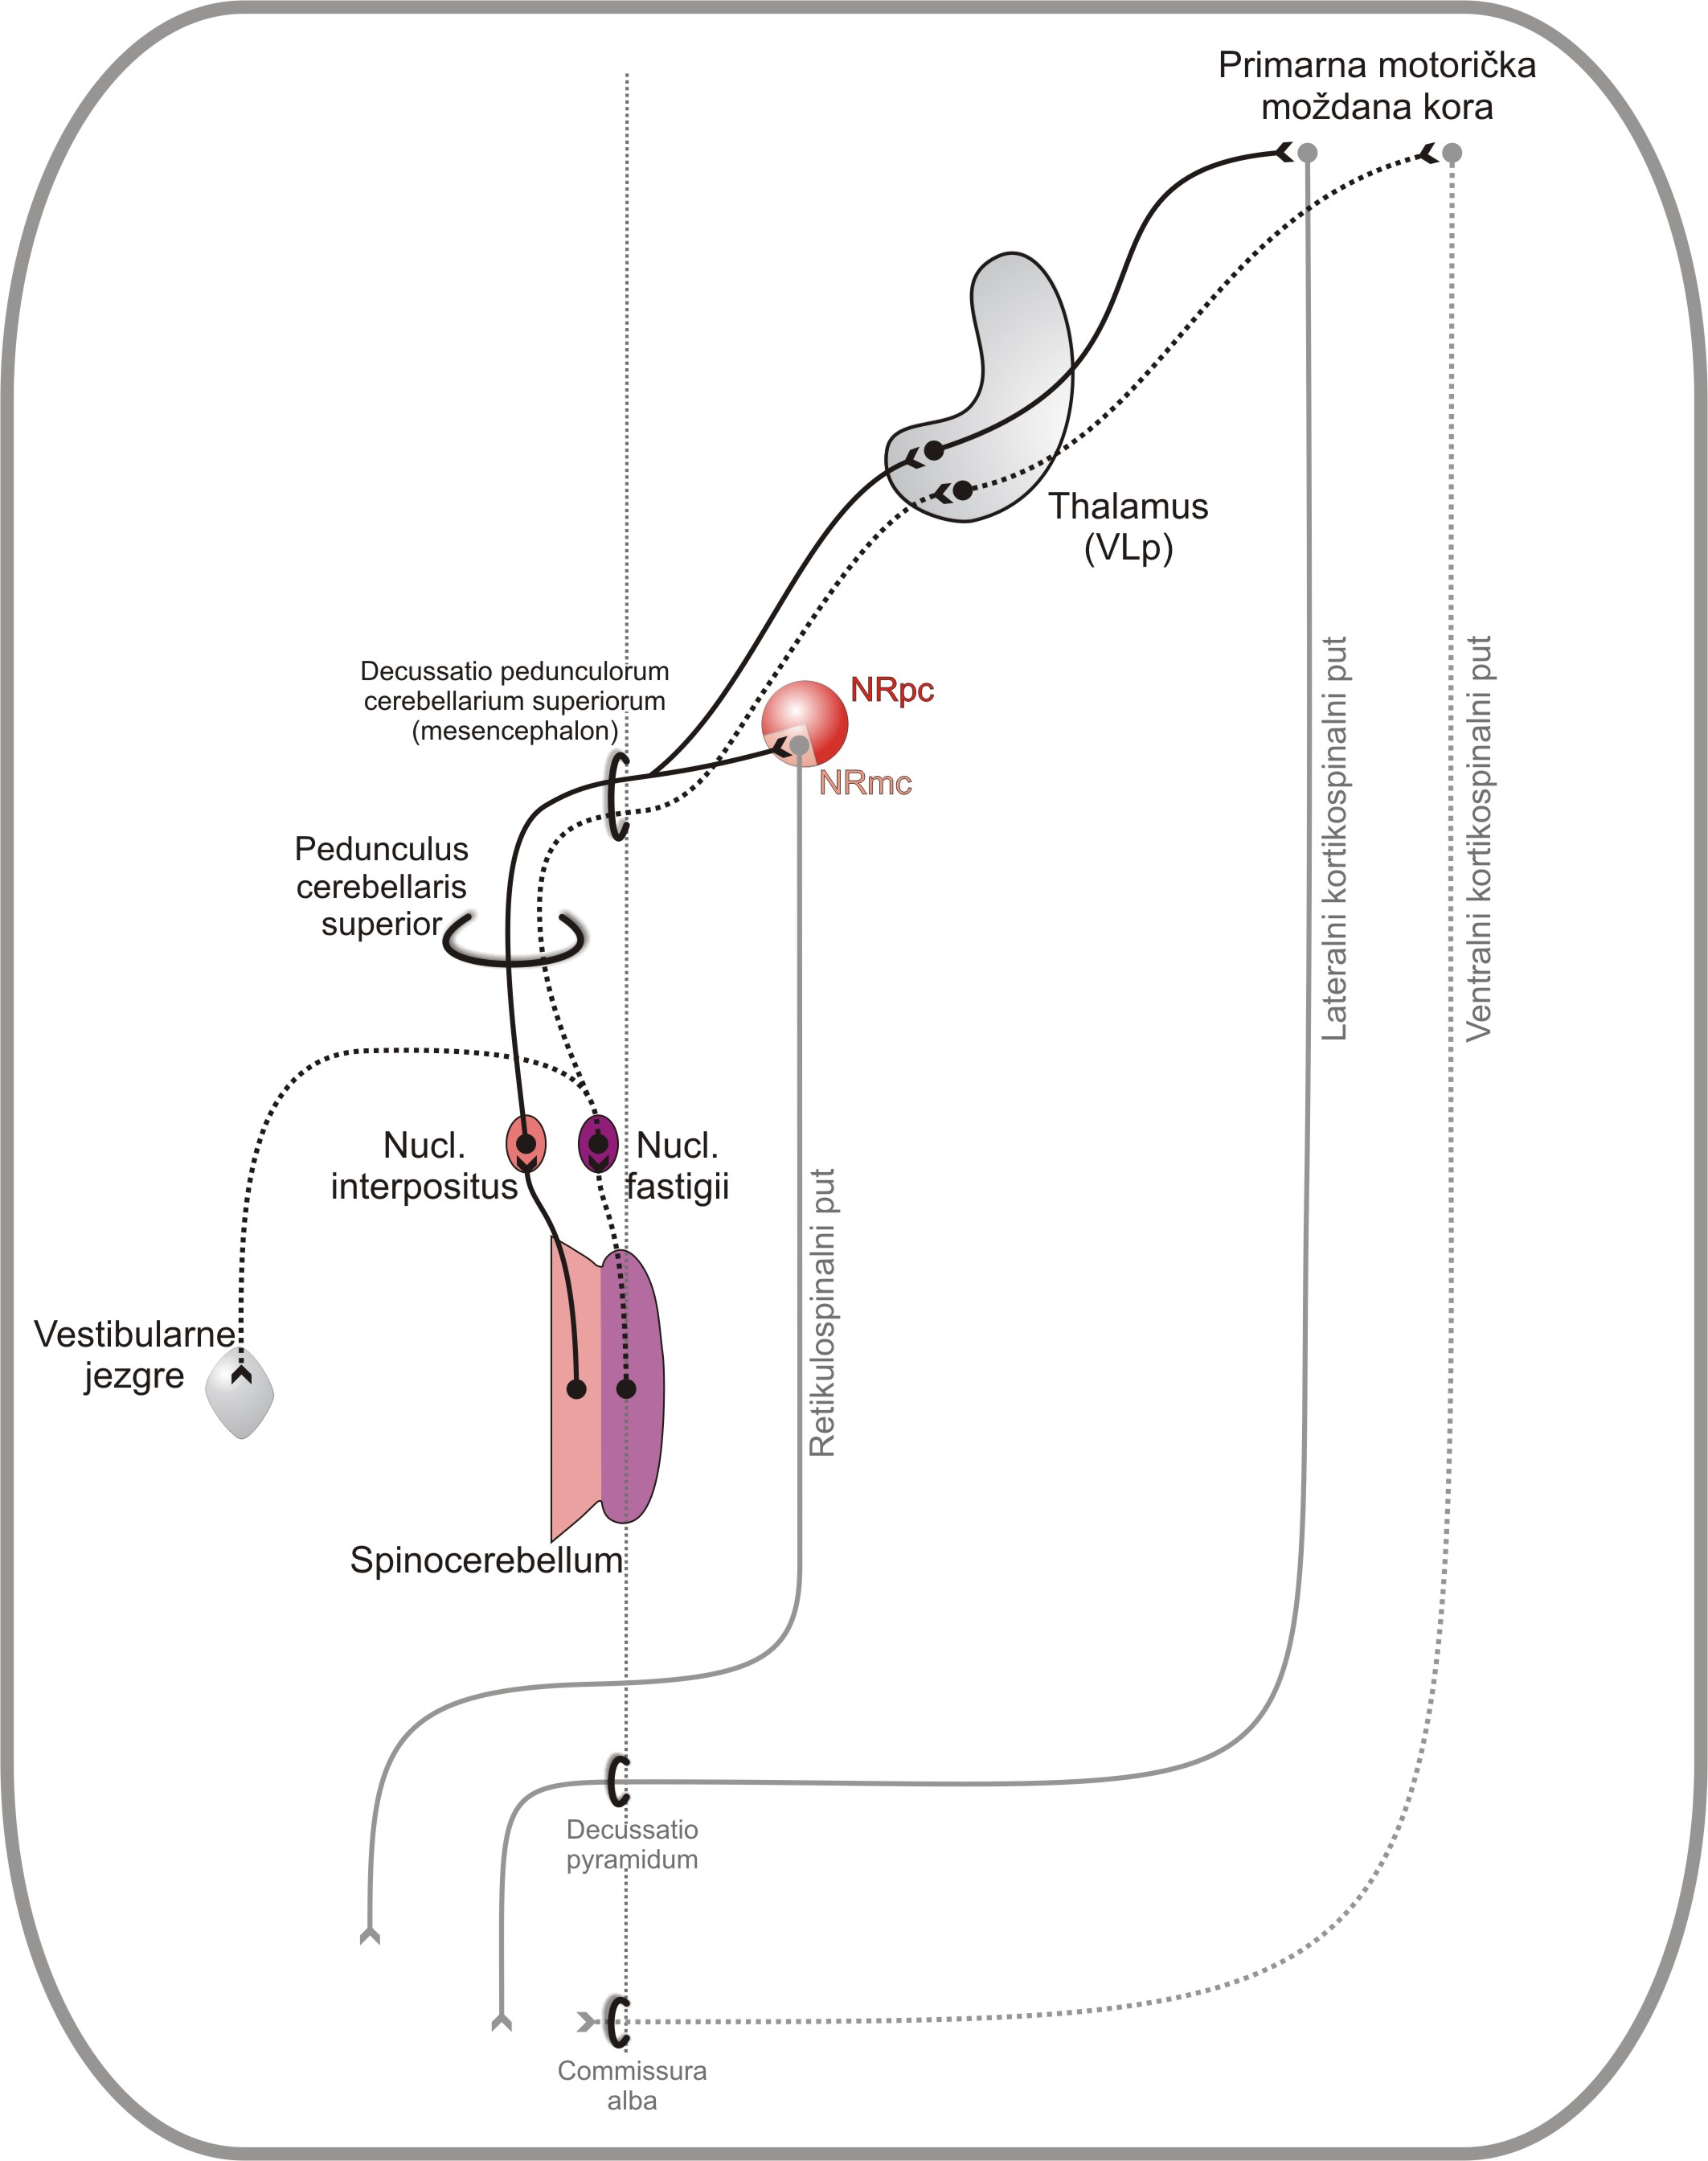 Primarna motorička
moždana kora
Thalamus
(VLp)
Decussatio pedunculorum
cerebellarium superiorum
(mesencephalon)
NRpc
NRmc
Pedunculus
cerebellaris
superior
Lateralni kortikospinalni put
Ventralni kortikospinalni put
Nucl.
interpositus
Nucl.
fastigii
Retikulospinalni put
Vestibularne
jezgre
Spinocerebellum
Decussatio
pyramidum
Commissura
alba